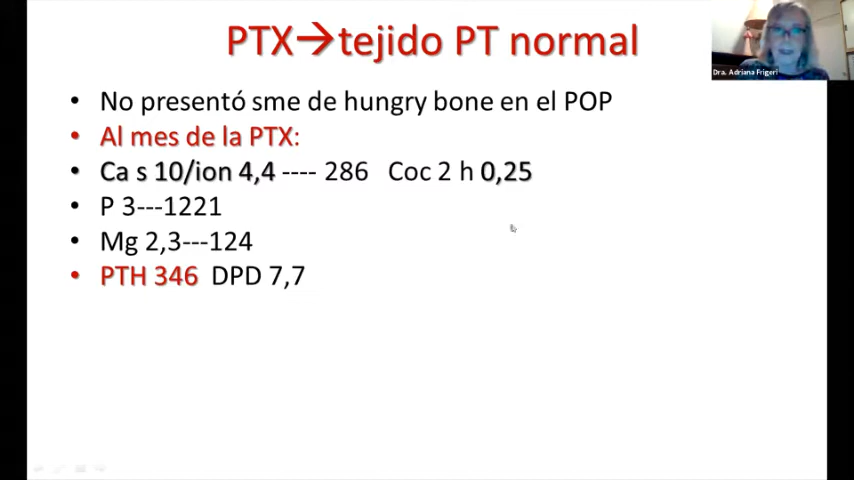 PTX→tejido PT normal
Dra. Adriana Frigeri
• No presentó sme de hungry bone en el POP
• Al mes de la PTX:
• Ca s 10/ion 4,4 ---- 286 Coc 2 h 0,25
• P 3---1221
• Mg 2,3---124
• PTH 346 DPD 7,7